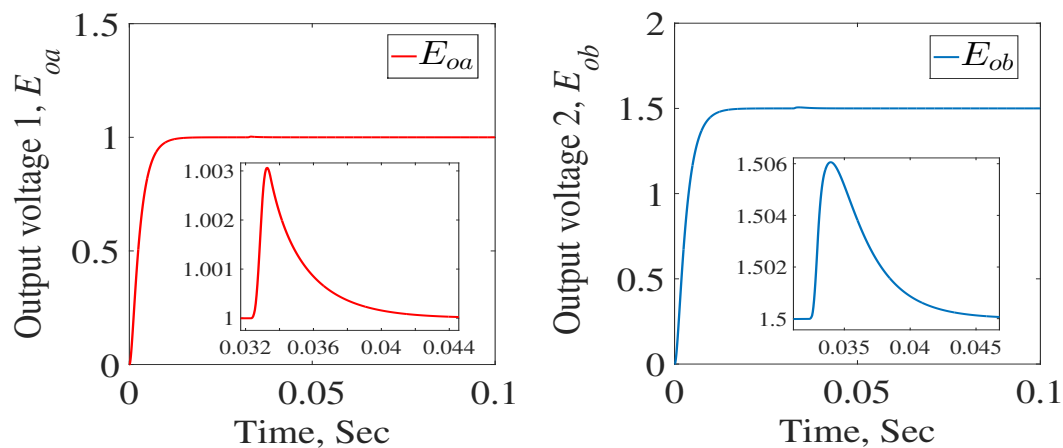 Output voltage 1, E_oa
1.5
1
0.5
0
E_oa
1.003
1.002
1.001
1
0.032 0.036 0.04 0.044
0 0.05 0.1
Time, Sec
Output voltage 2, E_ob
2
1.5
1
0.5
0
E_ob
1.506
1.504
1.502
1.5
0.035 0.04 0.045
0 0.05 0.1
Time, Sec